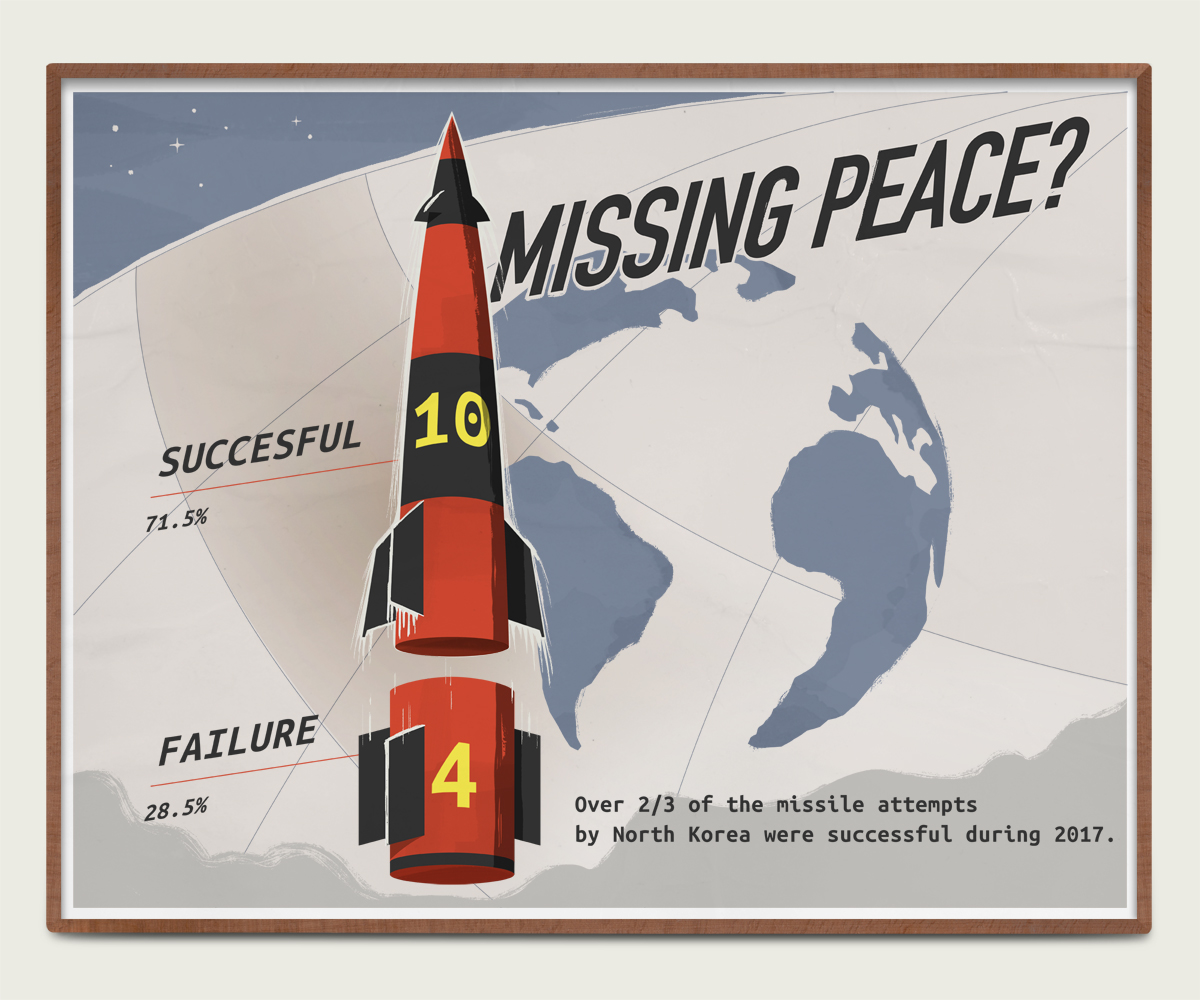 MISSING PEACE?
10
SUCCESFUL
71.5%
FAILURE
28.5%
4
Over 2/3 of the missile attempts
by North Korea were successful during 2017.